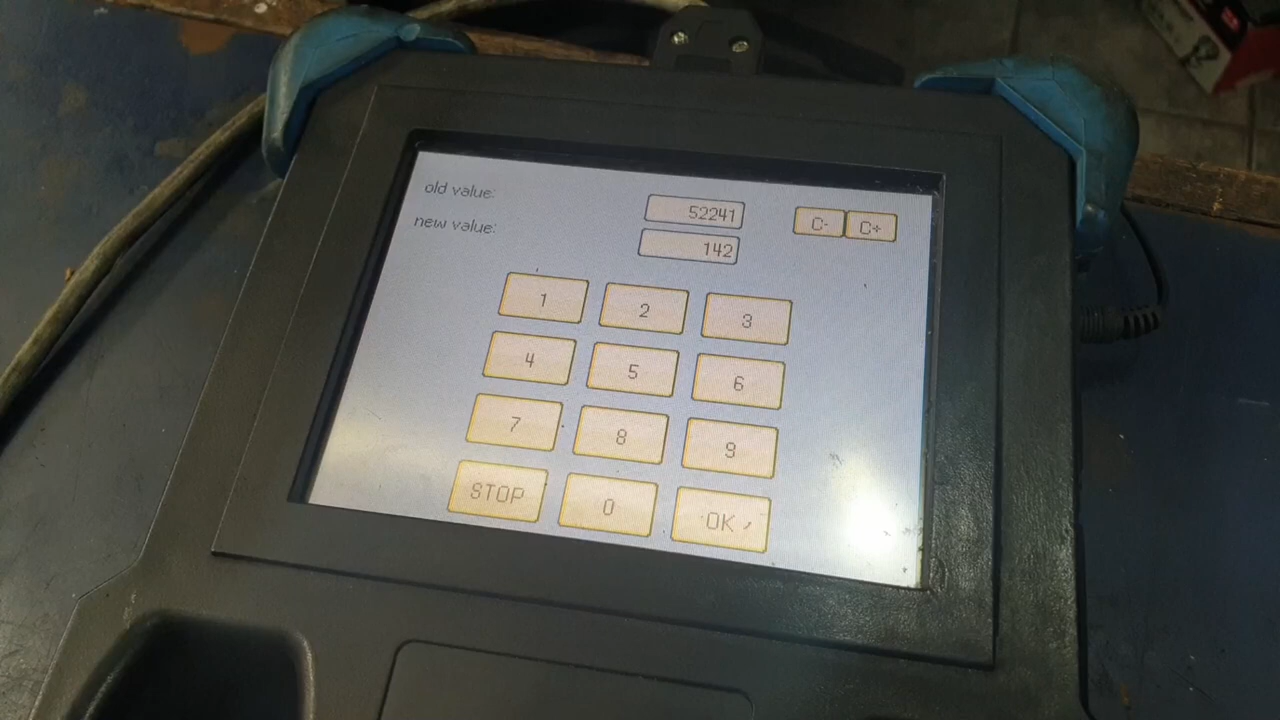 old value: 52241 C- C+
new value: 142
1 2 3
4 5 6
7 8 9
STOP 0 OK